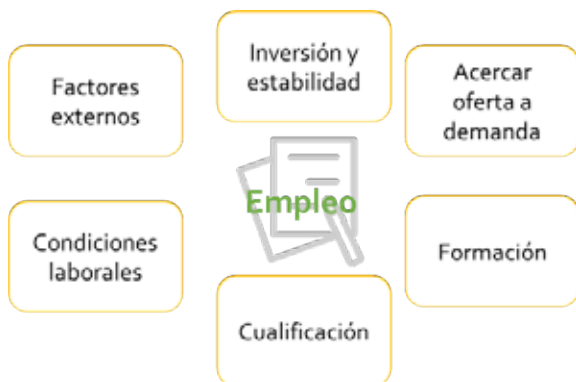 Inversión y
estabilidad
Factores
externos
Acercar
oferta a
demanda
Empleo
Condiciones
laborales
Formación
Cualificación